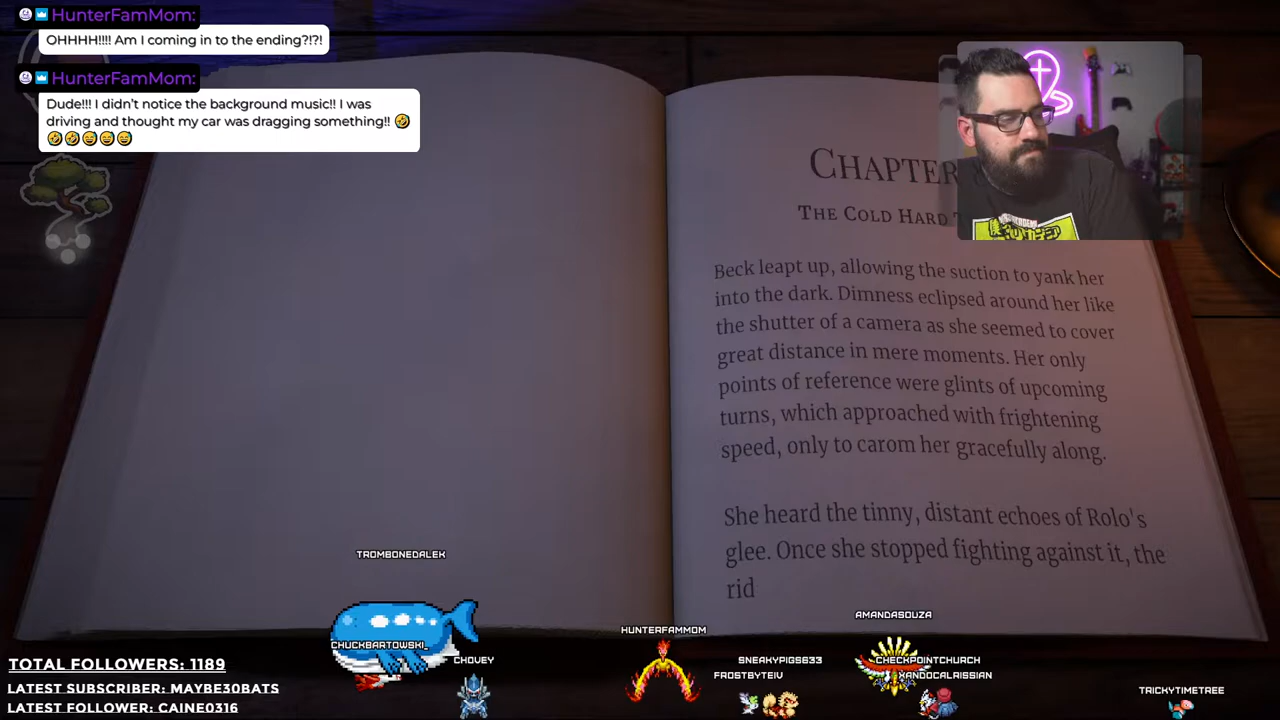 HunterFamMom:
OHHHH!!!! Am I coming in to the ending?!?!
HunterFamMom:
Dude!!! I didn't notice the background music!! I was
driving and thought my car was dragging something!! 🤣
🤣🤣😅😅😅
CHAPTER
THE COLD HARD
Beck leapt up, allowing the suction to yank her
into the dark. Dimness eclipsed around her like
the shutter of a camera as she seemed to cover
great distance in mere moments. Her only
points of reference were glints of upcoming
turns, which approached with frightening
speed, only to carom her gracefully along.
She heard the tinny, distant echoes of Rolo's
glee. Once she stopped fighting against it, the
rid
TROMBONEDALEK
CHUCKBARTOWSKI_
CHOVEY
HUNTERFAMMOM
AMANDASOUZA
SNEAKYPIGS633
CHECKPOINTCHURCH
FROSTBYTEIV
XANDOCALRISSIAN
TRICKYTIMETREE
TOTAL FOLLOWERS: 1189
LATEST SUBSCRIBER: MAYBE30BATS
LATEST FOLLOWER: CAINE0316